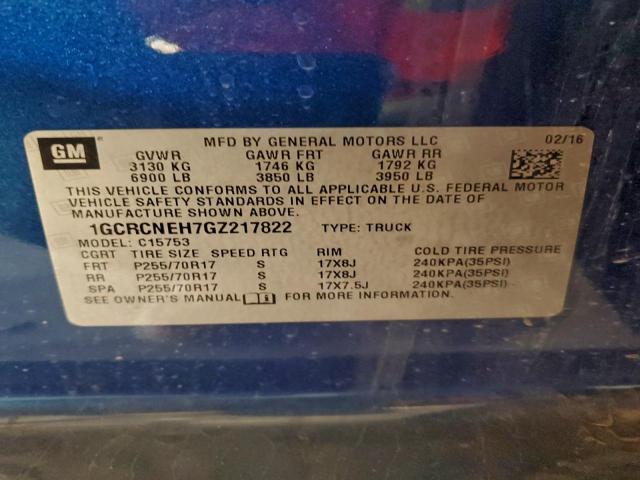 GM MFD BY GENERAL MOTORS LLC 02/16
GVWR GAWR FRT GAWR RR
3130 KG 1746 KG 1792 KG
6900 LB 3850 LB 3950 LB
THIS VEHICLE CONFORMS TO ALL APPLICABLE U.S. FEDERAL MOTOR
VEHICLE SAFETY STANDARDS IN EFFECT ON THE DATE OF
MANUFACTURE SHOWN ABOVE.
1GCRCNEH7GZ217822 TYPE: TRUCK
MODEL: C15753
CGRT TIRE SIZE SPEED RTG RIM COLD TIRE PRESSURE
FRT P255/70R17 S 17X8J 240KPA(35PSI)
RR P255/70R17 S 17X8J 240KPA(35PSI)
SPA P255/70R17 S 17X7.5J 240KPA(35PSI)
SEE OWNER'S MANUAL FOR MORE INFORMATION.